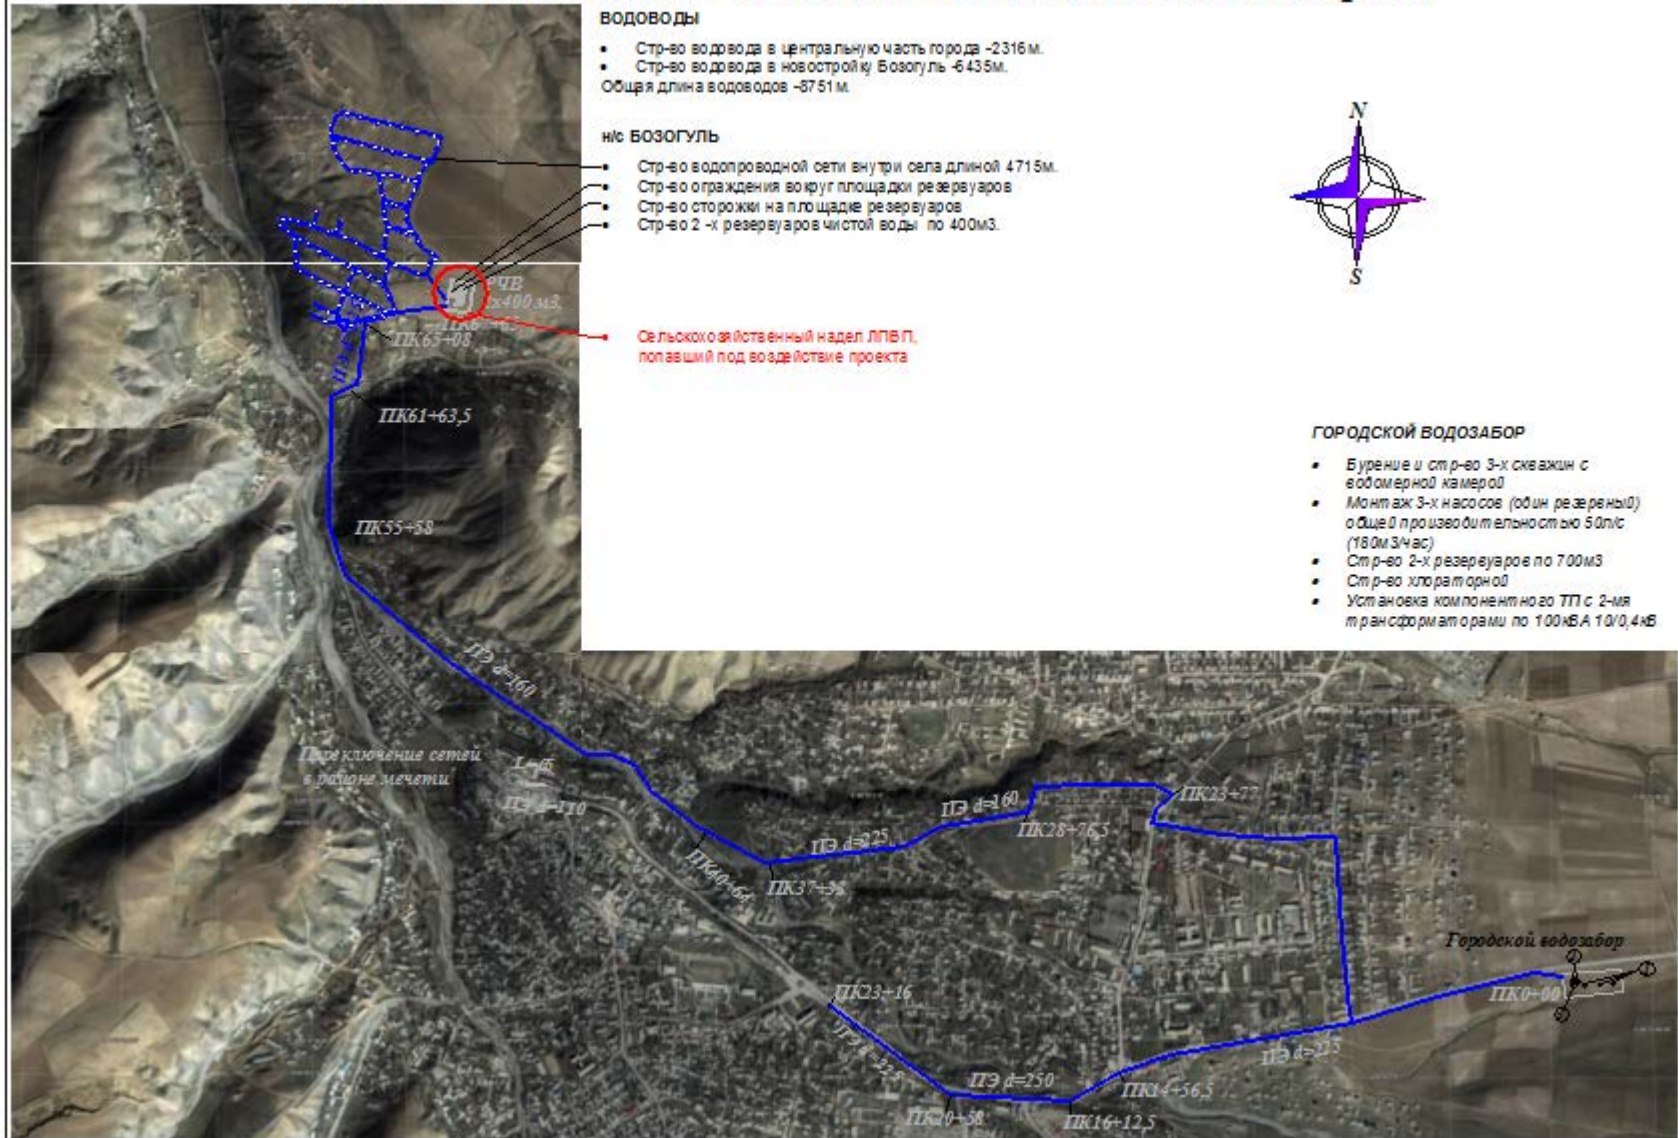 ВОДОВОДЫ
• Стр-во водовода в центральную часть города -2316м.
• Стр-во водовода в новостройку Бозогуль -6435м.
Общая длина водоводов -8751м.
N
н/с БОЗОГУЛЬ
• Стр-во водопроводной сети внутри села длиной 4715м.
• Стр-во ограждения вокруг площадки резервуаров
• Стр-во сторожки на площадке резервуаров
• Стр-во 2 -х резервуаров чистой воды по 400м3.
S
РЧВ
2х400 м3.
ПК65+08
Сельскохозяйственный надел ЛПВП,
попавший под воздействие проекта
ПК61+63,5
ГОРОДСКОЙ ВОДОЗАБОР
• Бурение и стр-во 3-х скважин с
водомерной камерой
• Монтаж 3-х насосов (один резервный)
общей производительностью 50л/с
(180м3/час)
• Стр-во 2-х резервуаров по 700м3
• Стр-во хлораторной
• Установка компонентного ТП с 2-мя
трансформаторами по 100кВА 10/0,4кВ
ПК55+58
ПЭ d=160
Переключение сетей
в районе мечети
ПЭ d=110
ПК23+77
ПЭ d=160
ПК28+76,5
ПЭ d=225
ПК40+64
ПК37+38
Городской водозабор
ПК0+00
ПК23+16
ПЭ d=225
ПЭ d=225
ПЭ d=250
ПК14+56,5
ПК20+58
ПК16+12,5